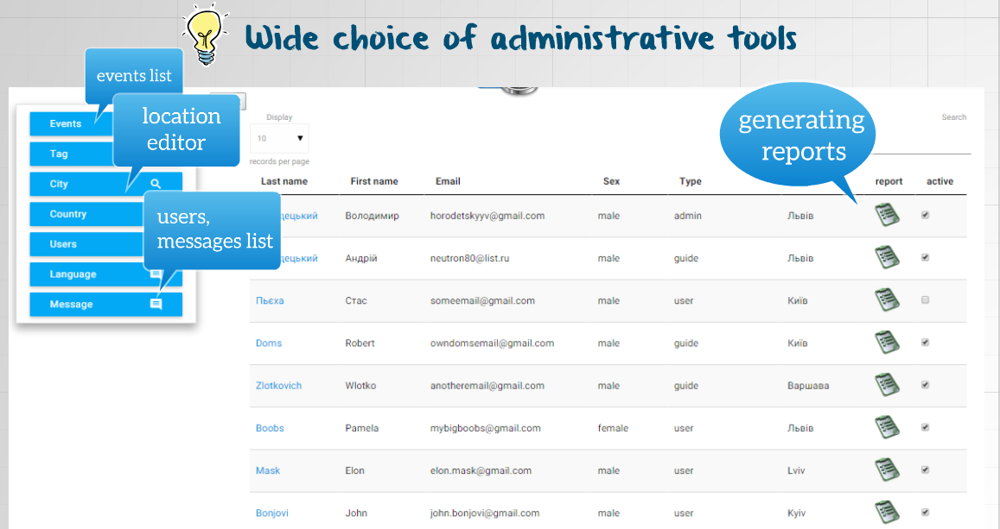 Wide choice of administrative tools
events list
location
editor
users,
messages list
generating
reports
Events
Tag
City
Country
Users
Language
Message
Display
10
records per page
Search
Last name First name Email Sex Type report active
Володимир horodetskyyv@gmail.com male admin Львів
Андрій neutron80@list.ru male guide Львів
Пьєха Стас someemail@gmail.com male user Київ
Doms Robert owndomsemail@gmail.com male guide Київ
Zlotkovich Wlotko anotheremail@gmail.com male guide Варшава
Boobs Pamela mybigboobs@gmail.com female user Львів
Mask Elon elon.mask@gmail.com male user Lviv
Bonjovi John john.bonjovi@gmail.com male user Kyiv